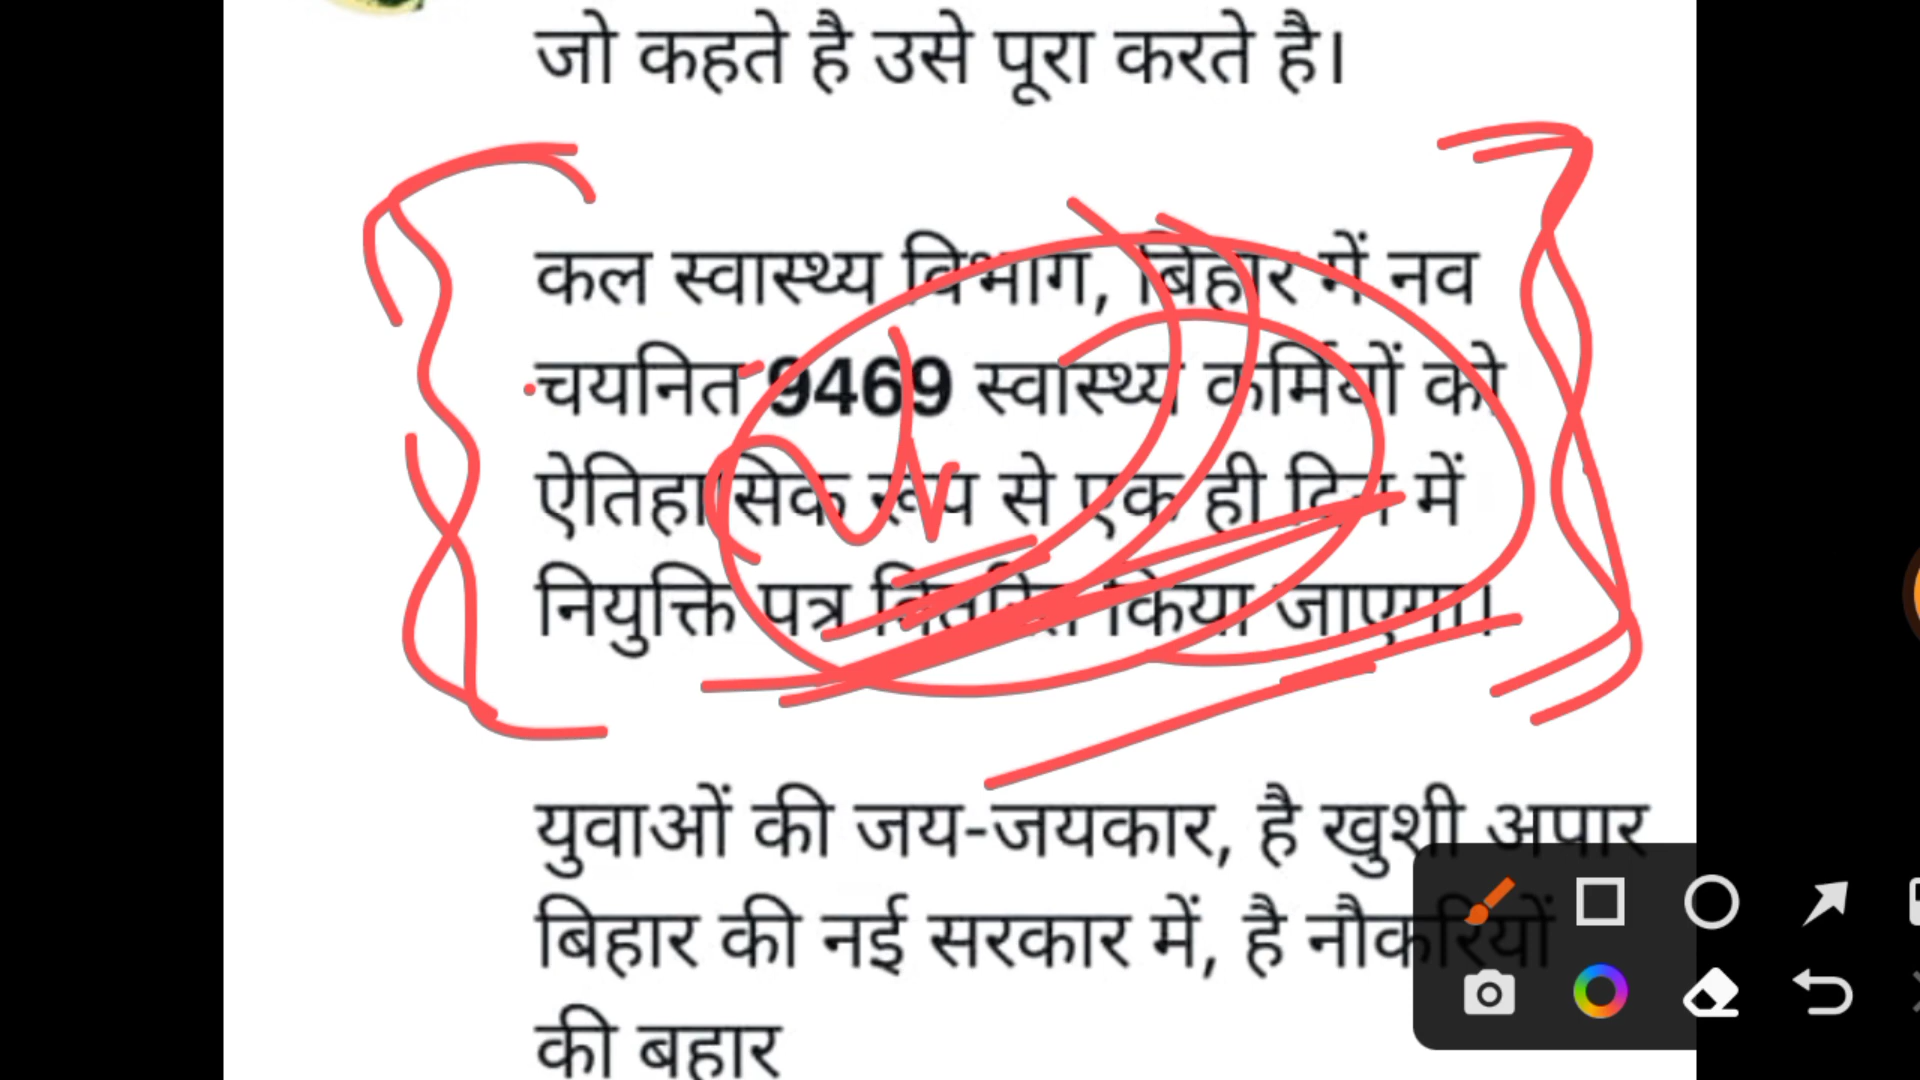 जो कहते है उसे पूरा करते है।
कल स्वास्थ्य विभाग, बिहार में नव
चयनित 9469 स्वास्थ्य कर्मियों को
ऐतिहासिक रूप से एक ही दिन में
नियुक्ति पत्र वितरित किया जाएगा।
युवाओं की जय-जयकार, है खुशी अपार
बिहार की नई सरकार में, है नौकरियों
की बहार